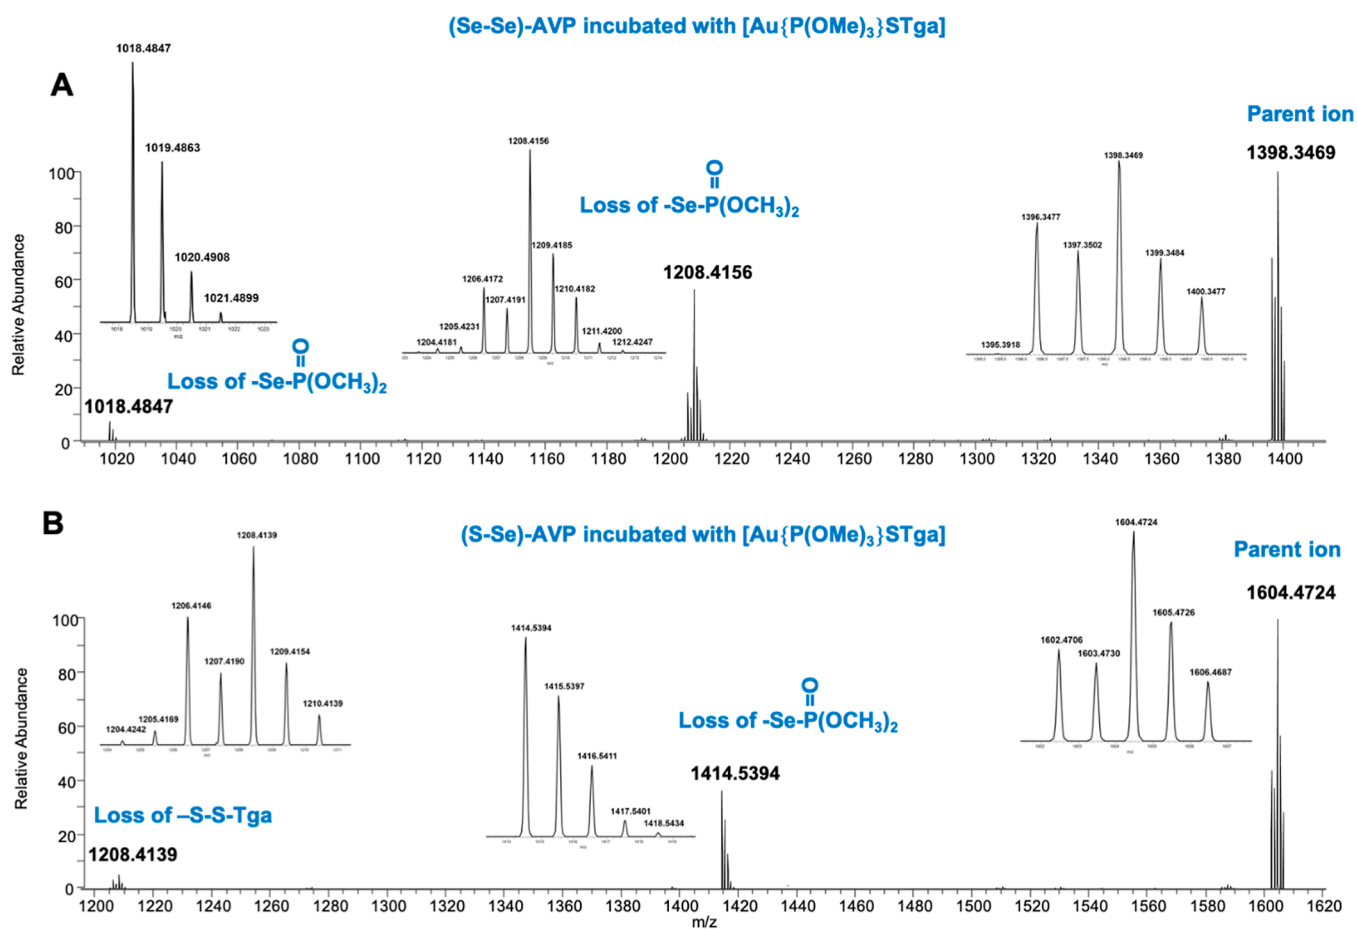 (Se-Se)-AVP incubated with [Au{P(OMe)₃}STga]
A
1018.4847
1019.4863
1020.4908
1021.4899
1018 1019 1020 1021 1022 1023
m/z
1208.4156
1209.4185
1206.4172
1210.4182
1207.4191
1205.4231
1204.4181
1211.4200
1212.4247
O
Loss of -Se-P(OCH₃)₂
1208.4156
Parent ion
1398.3469
1398.3469
1396.3477
1397.3502
1399.3484
1400.3477
1395.3918
O
Loss of -Se-P(OCH₃)₂
1018.4847
Relative Abundance
100
80
60
40
20
0
1020 1040 1060 1080 1100 1120 1140 1160 1180 1200 1220 1240 1260 1280 1300 1320 1340 1360 1380 1400
B
(S-Se)-AVP incubated with [Au{P(OMe)₃}STga]
1208.4139
1206.4146
1207.4190
1209.4154
1205.4169
1204.4242
1210.4139
Loss of –S-S-Tga
1208.4139
1414.5394
1415.5397
1416.5411
1417.5401
1418.5434
O
Loss of -Se-P(OCH₃)₂
1414.5394
1604.4724
1605.4726
1602.4706
1603.4730
1606.4687
Parent ion
1604.4724
Relative Abundance
100
80
60
40
20
0
1200 1220 1240 1260 1280 1300 1320 1340 1360 1380 1400 1420 1440 1460 1480 1500 1520 1540 1560 1580 1600 1620
m/z